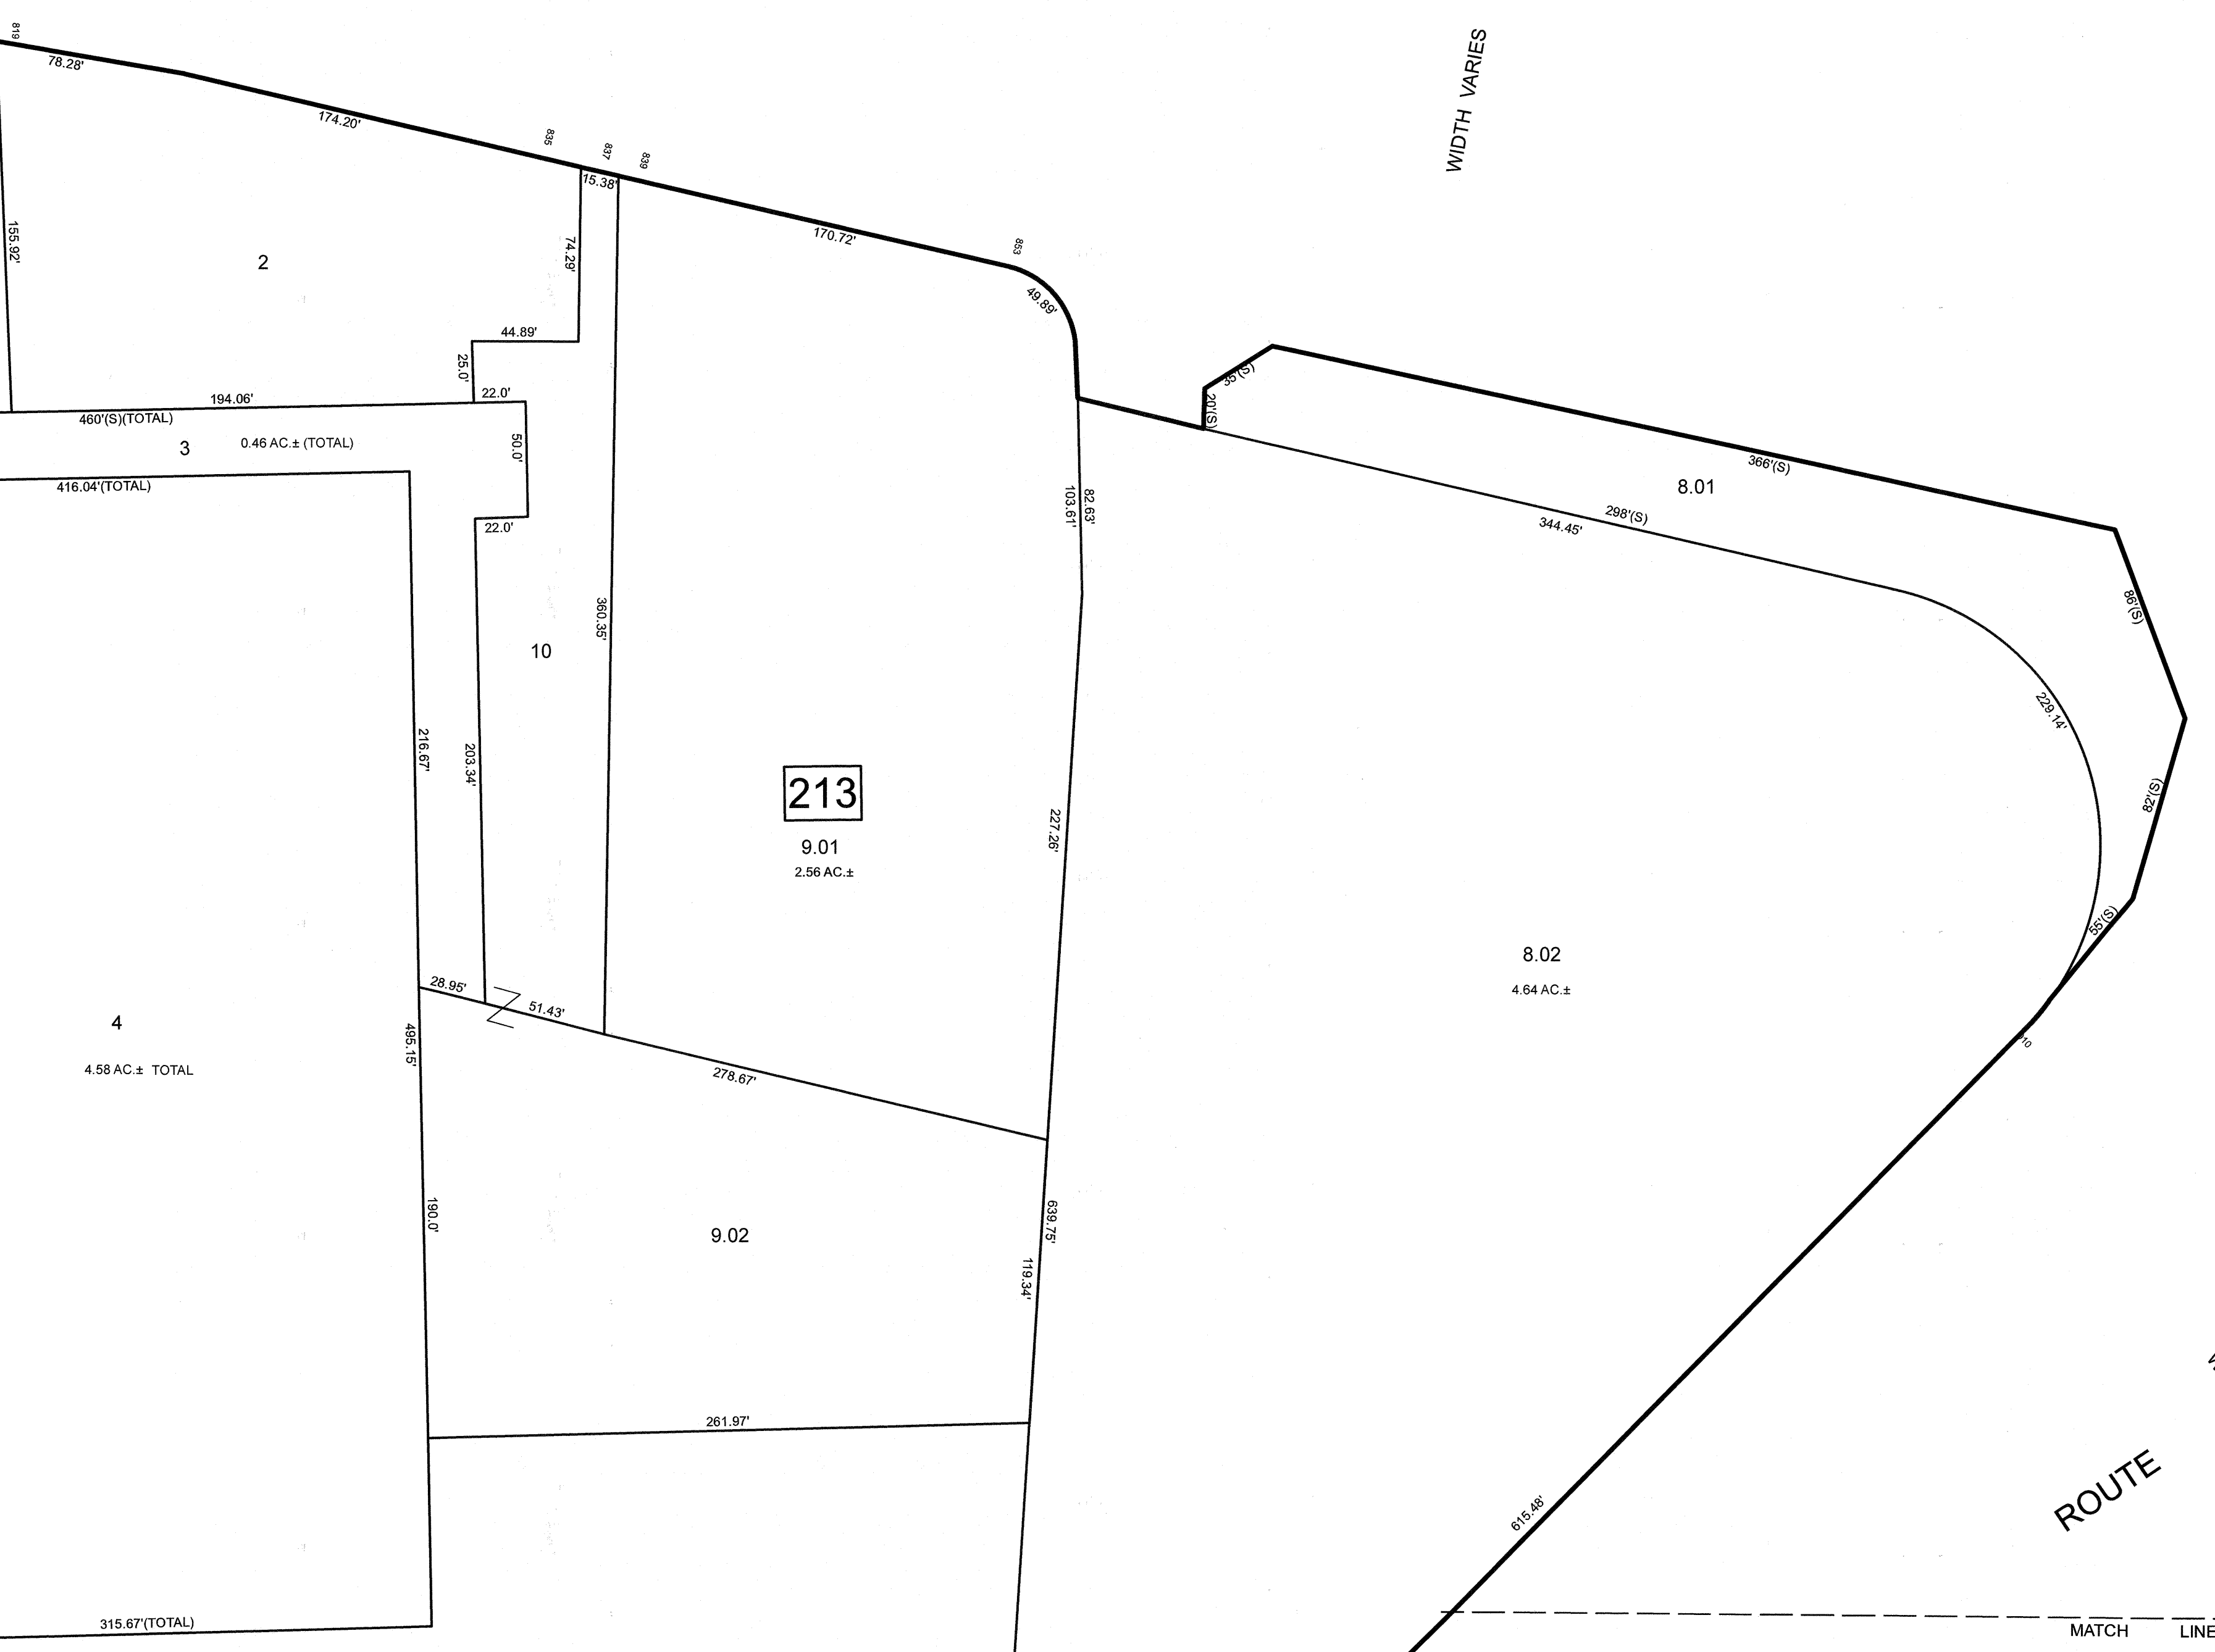 819
78.28'
WIDTH VARIES
174.20'
835
837
839
15.38'
170.72'
853
155.92'
2
74.29'
49.89'
44.89'
25.0'
35'(S)
20'(S)
194.06'
22.0'
460'(S)(TOTAL)
3
0.46 AC.± (TOTAL)
50.0'
366'(S)
8.01
416.04'(TOTAL)
22.0'
103.61'
82.63'
298'(S)
344.45'
86'(S)
360.35'
10
229.14'
216.67'
203.34'
213
82'(S)
227.26'
9.01
2.56 AC.±
55'(S)
8.02
4.64 AC.±
28.95'
51.43'
4
495.15'
4.58 AC.± TOTAL
278.67'
190.0'
9.02
639.75'
119.34'
261.97'
615.48'
ROUTE
315.67'(TOTAL)
MATCH LINE